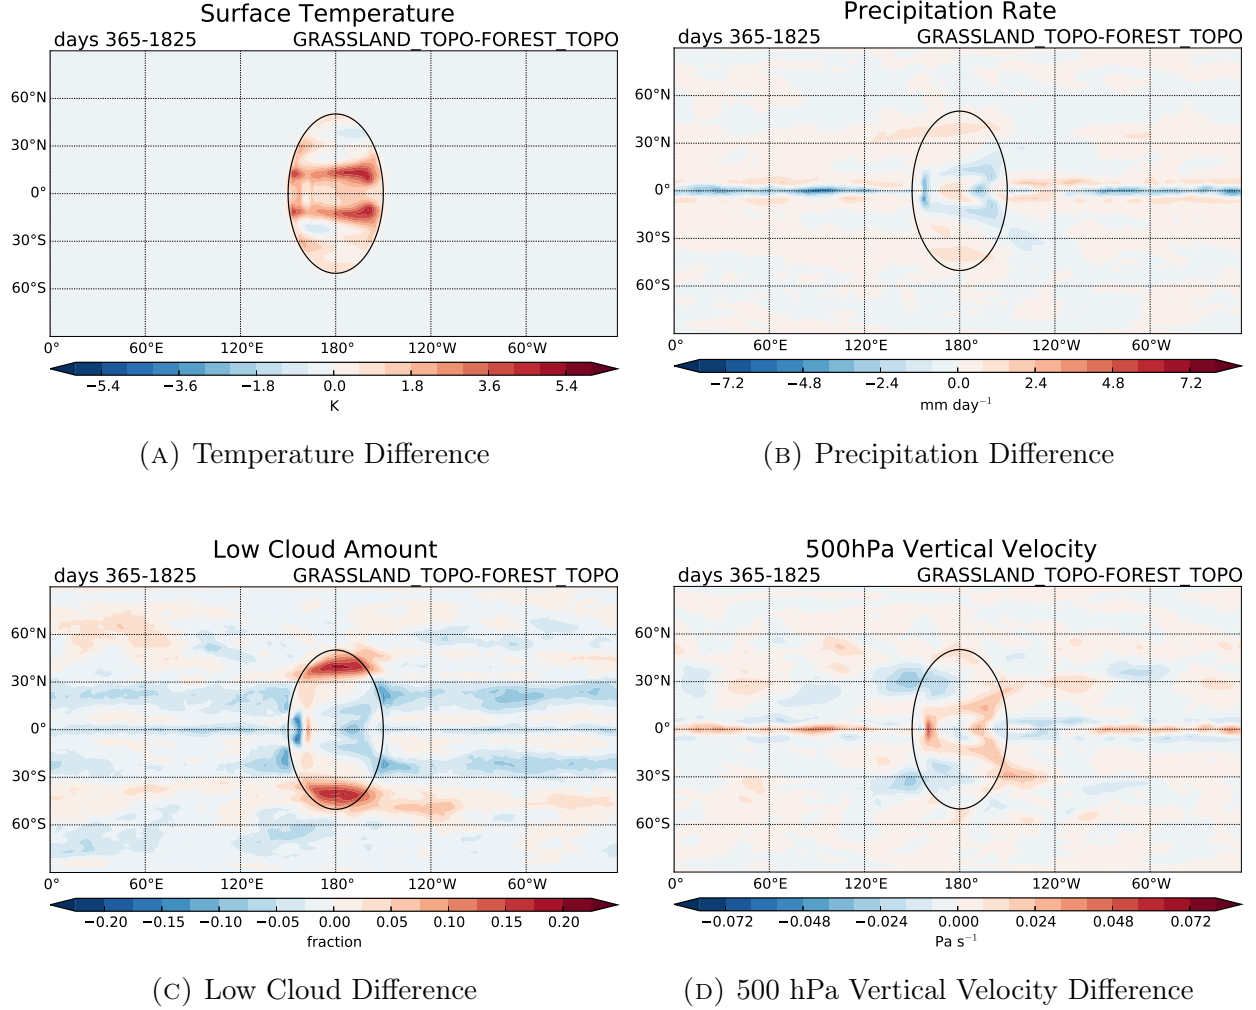 Surface Temperature
days 365-1825 GRASSLAND_TOPO-FOREST_TOPO
60°N
30°N
0°
30°S
60°S
0° 60°E 120°E 180° 120°W 60°W
−5.4 −3.6 −1.8 0.0 1.8 3.6 5.4
K
(A) Temperature Difference
Precipitation Rate
days 365-1825 GRASSLAND_TOPO-FOREST_TOPO
60°N
30°N
0°
30°S
60°S
0° 60°E 120°E 180° 120°W 60°W
−7.2 −4.8 −2.4 0.0 2.4 4.8 7.2
mm day⁻¹
(B) Precipitation Difference
Low Cloud Amount
days 365-1825 GRASSLAND_TOPO-FOREST_TOPO
60°N
30°N
0°
30°S
60°S
0° 60°E 120°E 180° 120°W 60°W
−0.20 −0.15 −0.10 −0.05 0.00 0.05 0.10 0.15 0.20
fraction
(C) Low Cloud Difference
500hPa Vertical Velocity
days 365-1825 GRASSLAND_TOPO-FOREST_TOPO
60°N
30°N
0°
30°S
60°S
0° 60°E 120°E 180° 120°W 60°W
−0.072 −0.048 −0.024 0.000 0.024 0.048 0.072
Pa s⁻¹
(D) 500 hPa Vertical Velocity Difference